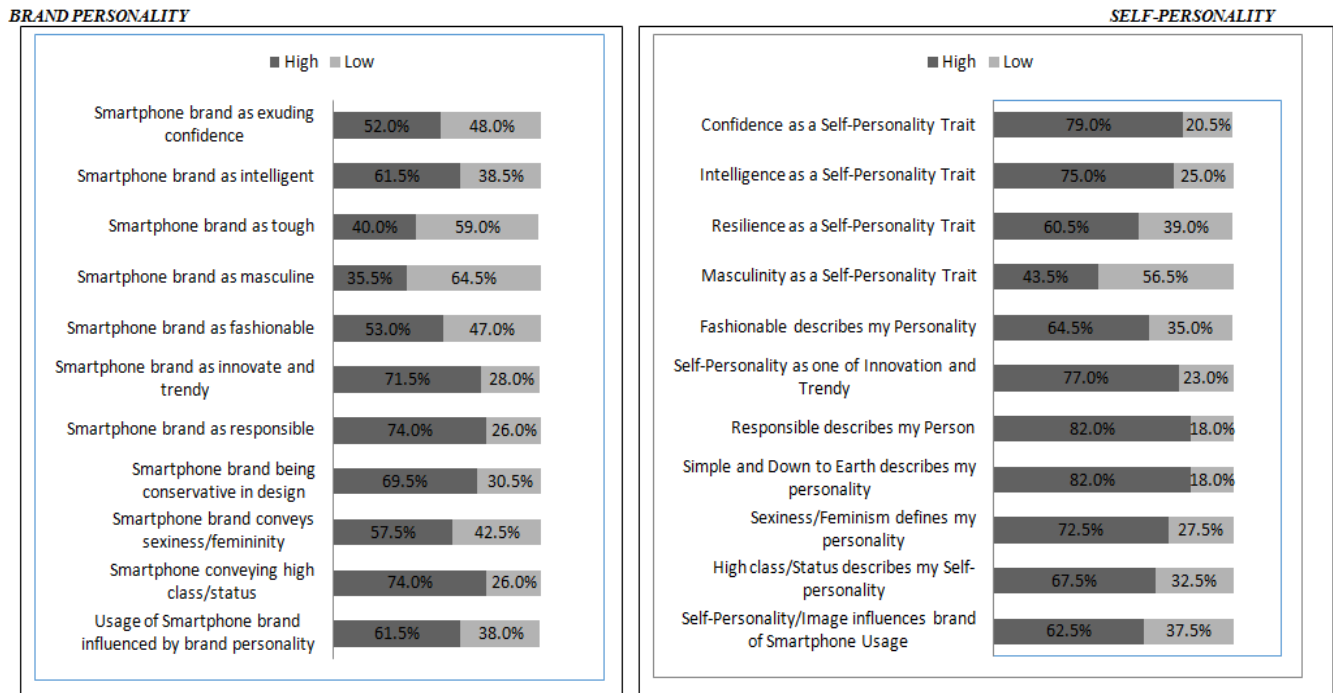 BRAND PERSONALITY
High Low
Smartphone brand as exuding
confidence
52.0% 48.0%
Smartphone brand as intelligent
61.5% 38.5%
Smartphone brand as tough
40.0% 59.0%
Smartphone brand as masculine
35.5% 64.5%
Smartphone brand as fashionable
53.0% 47.0%
Smartphone brand as innovate and
trendy
71.5% 28.0%
Smartphone brand as responsible
74.0% 26.0%
Smartphone brand being
conservative in design
69.5% 30.5%
Smartphone brand conveys
sexiness/femininity
57.5% 42.5%
Smartphone conveying high
class/status
74.0% 26.0%
Usage of Smartphone brand
influenced by brand personality
61.5% 38.0%
SELF-PERSONALITY
High Low
Confidence as a Self-Personality Trait
79.0% 20.5%
Intelligence as a Self-Personality Trait
75.0% 25.0%
Resilience as a Self-Personality Trait
60.5% 39.0%
Masculinity as a Self-Personality Trait
43.5% 56.5%
Fashionable describes my Personality
64.5% 35.0%
Self-Personality as one of Innovation and
Trendy
77.0% 23.0%
Responsible describes my Person
82.0% 18.0%
Simple and Down to Earth describes my
personality
82.0% 18.0%
Sexiness/Feminism defines my
personality
72.5% 27.5%
High class/Status describes my Self-
personality
67.5% 32.5%
Self-Personality/Image influences brand
of Smartphone Usage
62.5% 37.5%